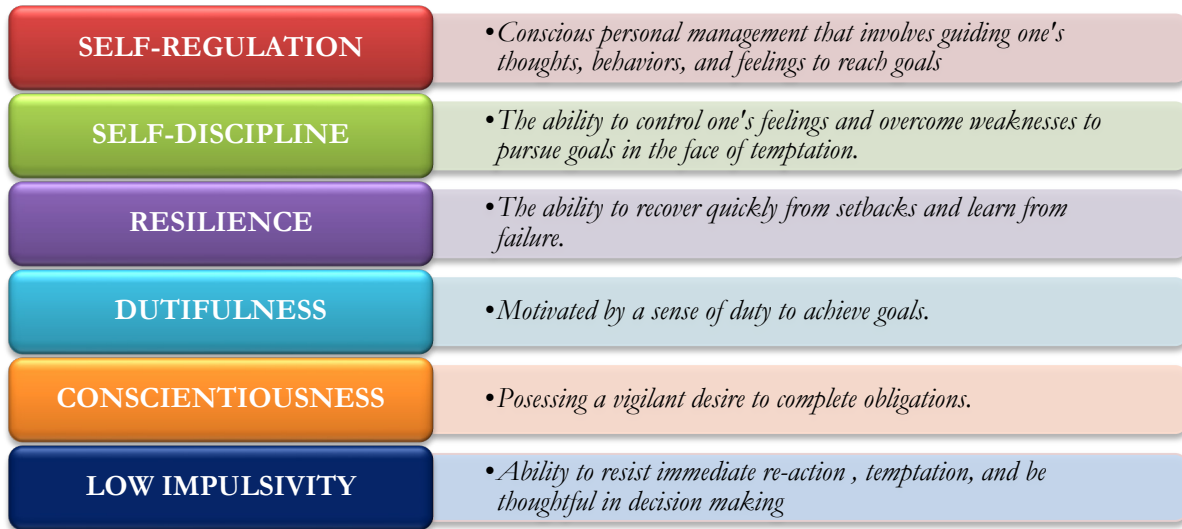 SELF-REGULATION
•Conscious personal management that involves guiding one's
thoughts, behaviors, and feelings to reach goals
SELF-DISCIPLINE
•The ability to control one's feelings and overcome weaknesses to
pursue goals in the face of temptation.
RESILIENCE
•The ability to recover quickly from setbacks and learn from
failure.
DUTIFULNESS
•Motivated by a sense of duty to achieve goals.
CONSCIENTIOUSNESS
•Posessing a vigilant desire to complete obligations.
LOW IMPULSIVITY
•Ability to resist immediate re-action , temptation, and be
thoughtful in decision making